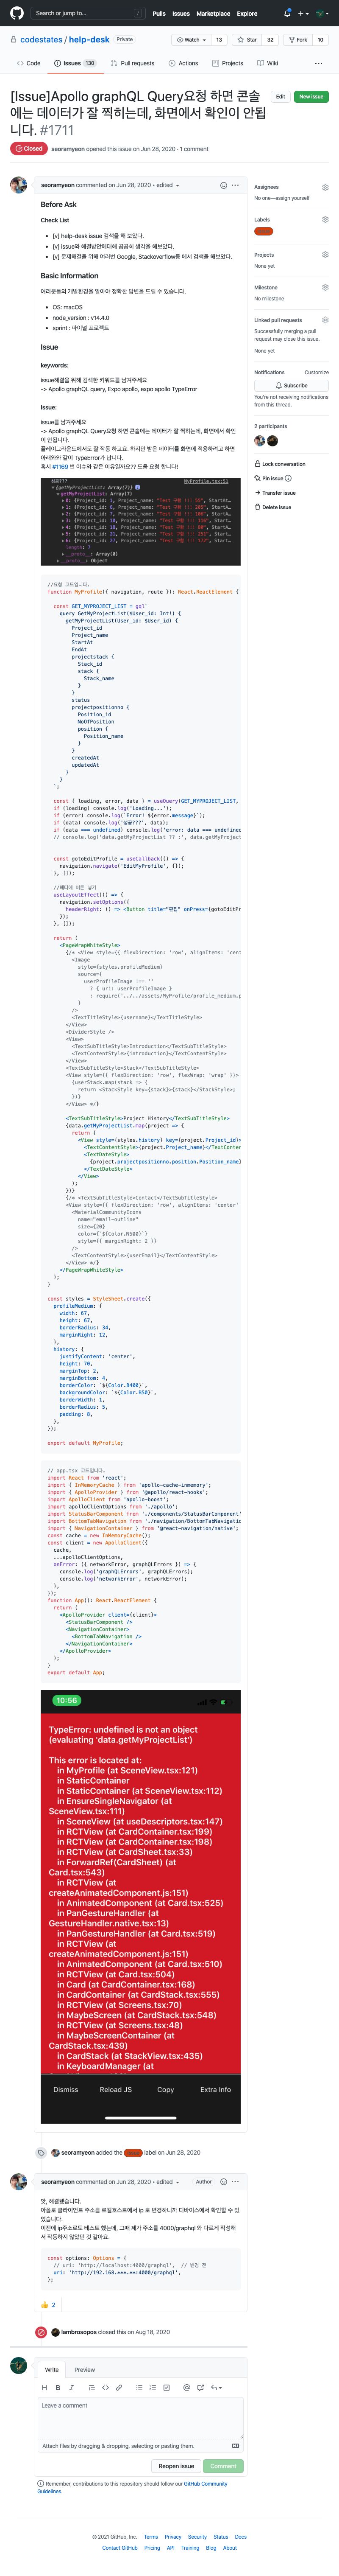 Search or jump to...
/
Pulls Issues Marketplace Explore
codestates / help-desk Private
Watch 13 Star 32 Fork 10
Code Issues 130 Pull requests Actions Projects Wiki
[Issue]Apollo graphQL Query요청 하면 콘솔
에는 데이터가 잘 찍히는데, 화면에서 확인이 안됩
니다. #1711
Edit New issue
Closed seoramyeon opened this issue on Jun 28, 2020 · 1 comment
seoramyeon commented on Jun 28, 2020 • edited
Before Ask
Check List
[v] help-desk issue 검색을 해 보았다.
[v] issue와 해결방안에대해 곰곰히 생각을 해보았다.
[v] 문제해결을 위해 여러번 Google, Stackoverflow등 에서 검색을 해보았다.
Basic Information
여러분들의 개발환경을 알아야 정확한 답변을 드릴 수 있습니다.
OS: macOS
node_version : v14.4.0
sprint : 파이널 프로젝트
Issue
keywords:
issue해결을 위해 검색한 키워드를 남겨주세요
-> Apollo graphQL query, Expo apollo, expo apollo TypeError
Issue:
Issue를 남겨주세요
-> Apollo graphQL Query요청 하면 콘솔에는 데이터가 잘 찍히는데, 화면에서 확인
이 안됩니다.
플레이그라운드에서도 잘 작동 하고요. 하지만 받은 데이터를 화면에 적용하려고 하면
아래와와 같이 TypeError가 납니다.
혹시 #1169 번 이슈와 같은 이유일까요?? 도움 요청 합니다!
성공??? MyProfile.tsx:51
{getMyProjectList: Array(7)}
getMyProjectList: Array(7)
length: 7
__proto__: Array(0)
__proto__: Object
//요청 코드입니다.
function MyProfile({ navigation, route }): React.ReactElement {
const GET_MYPROJECT_LIST = gql`
query GetMyProjectList($User_id: Int!) {
getMyProjectList(User_id: $User_id) {
Project_id
Project_name
StartAt
EndAt
projectstack {
Stack_id
stack {
Stack_name
}
}
status
projectpositionno {
Position_id
NoOfPosition
position {
Position_name
}
}
createdAt
updatedAt
}
}
`;
const { loading, error, data } = useQuery(GET_MYPROJECT_LIST,
if (loading) console.log('Loading...');
if (error) console.log(`Error! ${error.message}`);
if (data) console.log('성공???', data);
if (data === undefined) console.log('error: data === undefined
// console.log('data.getMyProjectList ?? :', data.getMyProject
const gotoEditProfile = useCallback(() => {
navigation.navigate('EditMyProfile', {});
}, []);
//헤더에 버튼 넣기
useLayoutEffect(() => {
navigation.setOptions({
headerRight: () => <Button title="편집" onPress={gotoEditPr
});
}, []);
return (
<PageWrapWhiteStyle>
{/* <View style={{ flexDirection: 'row', alignItems: 'cent
<Image
style={styles.profileMedium}
source={
userProfileImage !== ''
? { uri: userProfileImage }
: require('../../assets/MyProfile/profile_medium.p
}
/>
<TextTitleStyle>{username}</TextTitleStyle>
</View>
<DividerStyle />
<View>
<TextSubTitleStyle>Introduction</TextSubTitleStyle>
<TextContentStyle>{introduction}</TextContentStyle>
</View>
<TextSubTitleStyle>Stack</TextSubTitleStyle>
<View style={{ flexDirection: 'row', flexWrap: 'wrap' }}>
{userStack.map(stack => {
return <StackStyle key={stack}>{stack}</StackStyle>;
})}
</View> */}
<TextSubTitleStyle>Project History</TextSubTitleStyle>
{data.getMyProjectList.map(project => {
return (
<View style={styles.history} key={project.Project_id}>
<TextContentStyle>{project.Project_name}</TextContentS
<TextDateStyle>
{project.projectpositionno.position.Position_name}
</TextDateStyle>
</View>
);
})}
{/* <TextSubTitleStyle>Contact</TextSubTitleStyle>
<View style={{ flexDirection: 'row', alignItems: 'center'
<MaterialCommunityIcons
name="email-outline"
size={20}
color={`${Color.N500}`}
style={{ marginRight: 2 }}
/>
<TextContentStyle>{userEmail}</TextContentStyle>
</View> */}
</PageWrapWhiteStyle>
);
}
const styles = StyleSheet.create({
profileMedium: {
width: 67,
height: 67,
borderRadius: 34,
marginRight: 12,
},
history: {
justifyContent: 'center',
height: 70,
marginTop: 2,
marginBottom: 4,
borderColor: `${Color.B400}`,
backgroundColor: `${Color.B50}`,
borderWidth: 1,
borderRadius: 5,
padding: 8,
},
});
export default MyProfile;
// app.tsx 코드입니다.
import React from 'react';
import { InMemoryCache } from 'apollo-cache-inmemory';
import { ApolloProvider } from '@apollo/react-hooks';
import ApolloClient from 'apollo-boost';
import apolloClientOptions from './apollo';
import StatusBarComponent from './components/StatusBarComponent'
import BottomTabNavigation from './navigation/BottomTabNavigatio
import { NavigationContainer } from '@react-navigation/native';
const cache = new InMemoryCache();
const client = new ApolloClient({
cache,
...apolloClientOptions,
onError: ({ networkError, graphQLErrors }) => {
console.log('graphQLErrors', graphQLErrors);
console.log('networkError', networkError);
},
});
function App(): React.ReactElement {
return (
<ApolloProvider client={client}>
<StatusBarComponent />
<NavigationContainer>
<BottomTabNavigation />
</NavigationContainer>
</ApolloProvider>
);
}
export default App;
10:56
TypeError: undefined is not an object
(evaluating 'data.getMyProjectList')
This error is located at:
in MyProfile (at SceneView.tsx:121)
in StaticContainer
in StaticContainer (at SceneView.tsx:112)
in EnsureSingleNavigator (at
SceneView.tsx:111)
in SceneView (at useDescriptors.tsx:147)
in RCTView (at CardContainer.tsx:199)
in RCTView (at CardContainer.tsx:198)
in RCTView (at CardSheet.tsx:33)
in ForwardRef(CardSheet) (at
Card.tsx:543)
in RCTView (at
createAnimatedComponent.js:151)
in AnimatedComponent (at Card.tsx:525)
in PanGestureHandler (at
GestureHandler.native.tsx:13)
in PanGestureHandler (at Card.tsx:519)
in RCTView (at
createAnimatedComponent.js:151)
in AnimatedComponent (at Card.tsx:510)
in RCTView (at Card.tsx:504)
in Card (at CardContainer.tsx:168)
in CardContainer (at CardStack.tsx:555)
in RCTView (at Screens.tsx:70)
in MaybeScreen (at CardStack.tsx:548)
in RCTView (at Screens.tsx:48)
in MaybeScreenContainer (at
CardStack.tsx:439)
in CardStack (at StackView.tsx:435)
in KeyboardManager (at
Dismiss Reload JS Copy Extra Info
seoramyeon added the label on Jun 28, 2020
seoramyeon commented on Jun 28, 2020 • edited Author
앗, 해결했습니다.
아폴로 클라이언트 주소를 로컬호스트에서 ip 로 변경하니까 디바이스에서 확인할 수 있
었습니다.
이전에 ip주소로도 테스트 했는데, 그때 제가 주소를 4000/graphql 와 다르게 작성해
서 작동하지 않았던 것 같아요.
const options: Options = {
// uri: 'http://localhost:4000/graphql', // 변경 전
uri: 'http://192.168.***.**:4000/graphql',
};
2
lambrosopos closed this on Aug 18, 2020
Write Preview
Leave a comment
Attach files by dragging & dropping, selecting or pasting them.
Reopen issue Comment
Remember, contributions to this repository should follow our GitHub Community
Guidelines.
Assignees
No one—assign yourself
Labels
Projects
None yet
Milestone
No milestone
Linked pull requests
Successfully merging a pull
request may close this issue.
None yet
Notifications Customize
Subscribe
You're not receiving notifications
from this thread.
2 participants
Lock conversation
Pin issue
Transfer issue
Delete issue
© 2021 GitHub, Inc. Terms Privacy Security Status Docs
Contact GitHub Pricing API Training Blog About